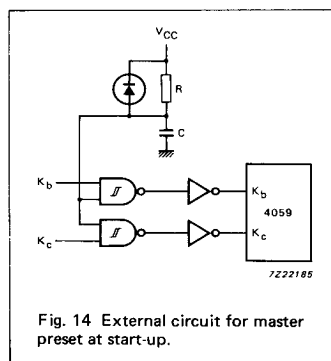 VCC
R
C
Kb
Kb
4059
Kc
Kc
7Z22185
Fig. 14 External circuit for master
preset at start-up.